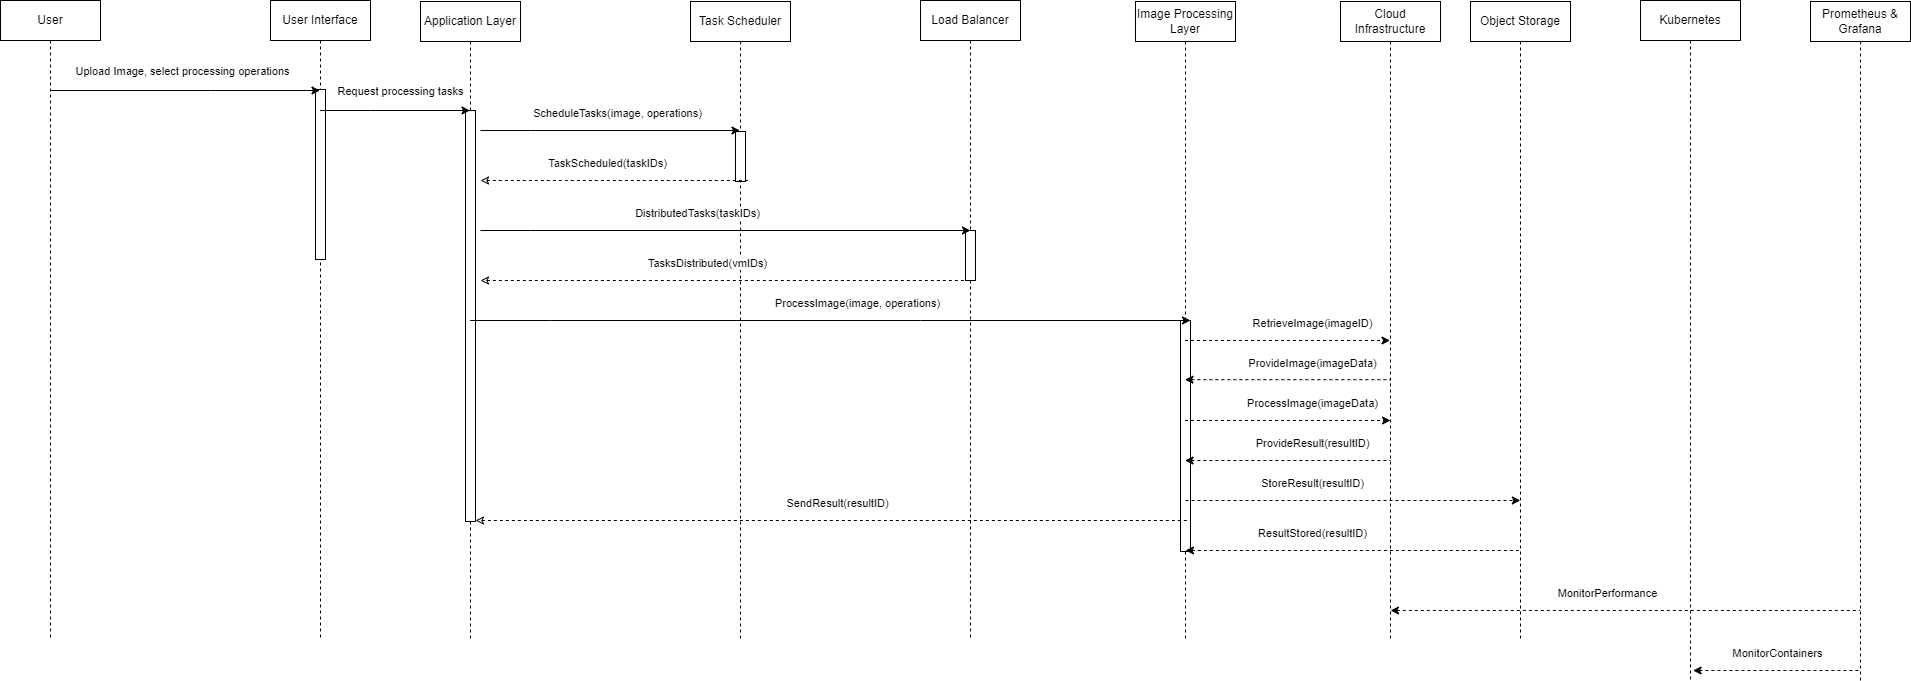 User
User Interface
Application Layer
Task Scheduler
Load Balancer
Image Processing
Layer
Cloud
Infrastructure
Object Storage
Kubernetes
Prometheus &
Grafana
Upload Image, select processing operations
Request processing tasks
ScheduleTasks(image, operations)
TaskScheduled(taskIDs)
DistributedTasks(taskIDs)
TasksDistributed(vmIDs)
ProcessImage(image, operations)
RetrieveImage(imageID)
ProvideImage(imageData)
ProcessImage(imageData)
ProvideResult(resultID)
StoreResult(resultID)
SendResult(resultID)
ResultStored(resultID)
MonitorPerformance
MonitorContainers